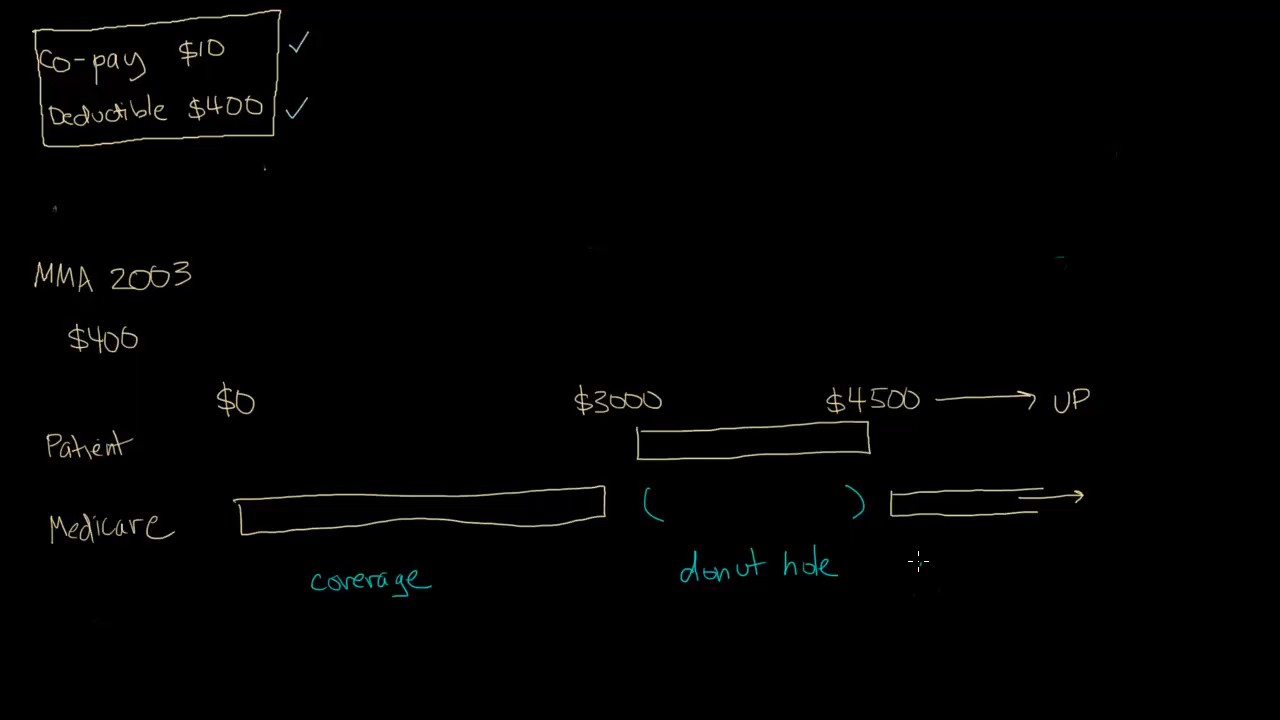 Co-pay $10 ✓
Deductible $400 ✓
MMA 2003
$400
$0 $3000 $4500 → UP
Patient
Medicare ( )
coverage donut hole